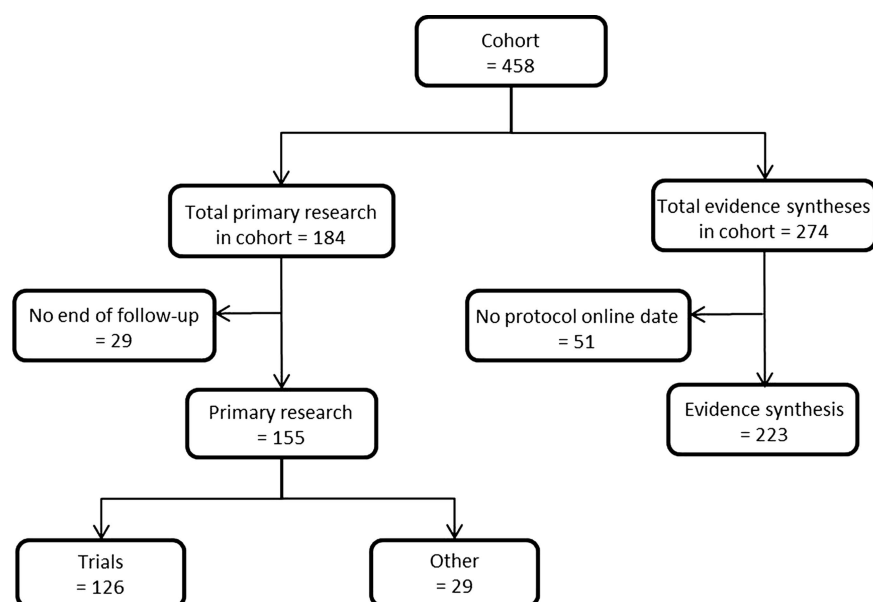 Cohort
= 458
Total primary research
in cohort = 184
Total evidence syntheses
in cohort = 274
No end of follow-up
= 29
No protocol online date
= 51
Primary research
= 155
Evidence synthesis
= 223
Trials
= 126
Other
= 29